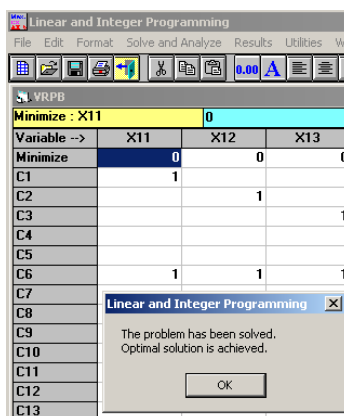 Linear and Integer Programming
File Edit Format Solve and Analyze Results Utilities
0.00 A
VRPB
Minimize : X11 0
Variable --> X11 X12 X13
Minimize 0 0 0
C1 1
C2 1
C3 1
C4
C5
C6 1 1 1
C7
C8
C9
C10
C11
C12
C13
Linear and Integer Programming
The problem has been solved.
Optimal solution is achieved.
OK